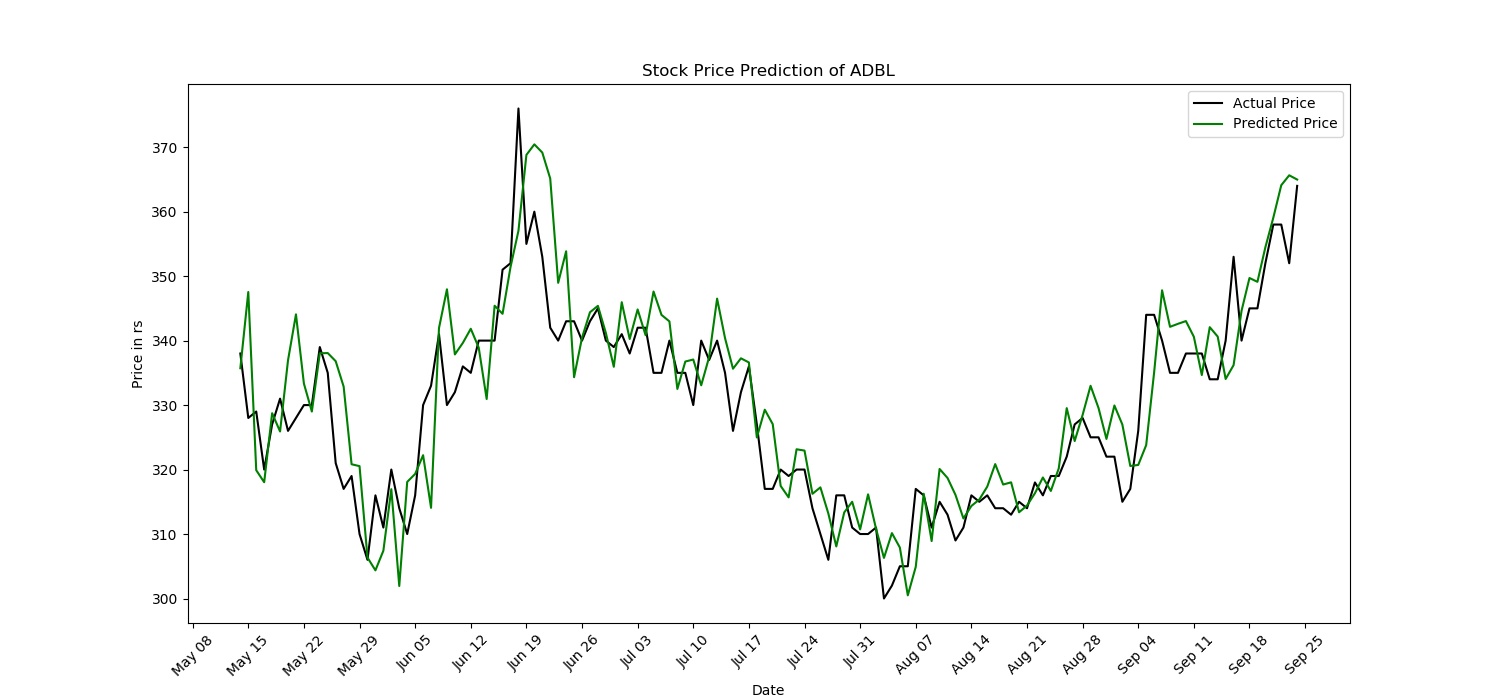 Stock Price Prediction of ADBL
Actual Price
Predicted Price
Price in rs
370
360
350
340
330
320
310
300
May 08
May 15
May 22
May 29
Jun 05
Jun 12
Jun 19
Jun 26
Jul 03
Jul 10
Jul 17
Jul 24
Jul 31
Aug 07
Aug 14
Aug 21
Aug 28
Sep 04
Sep 11
Sep 18
Sep 25
Date